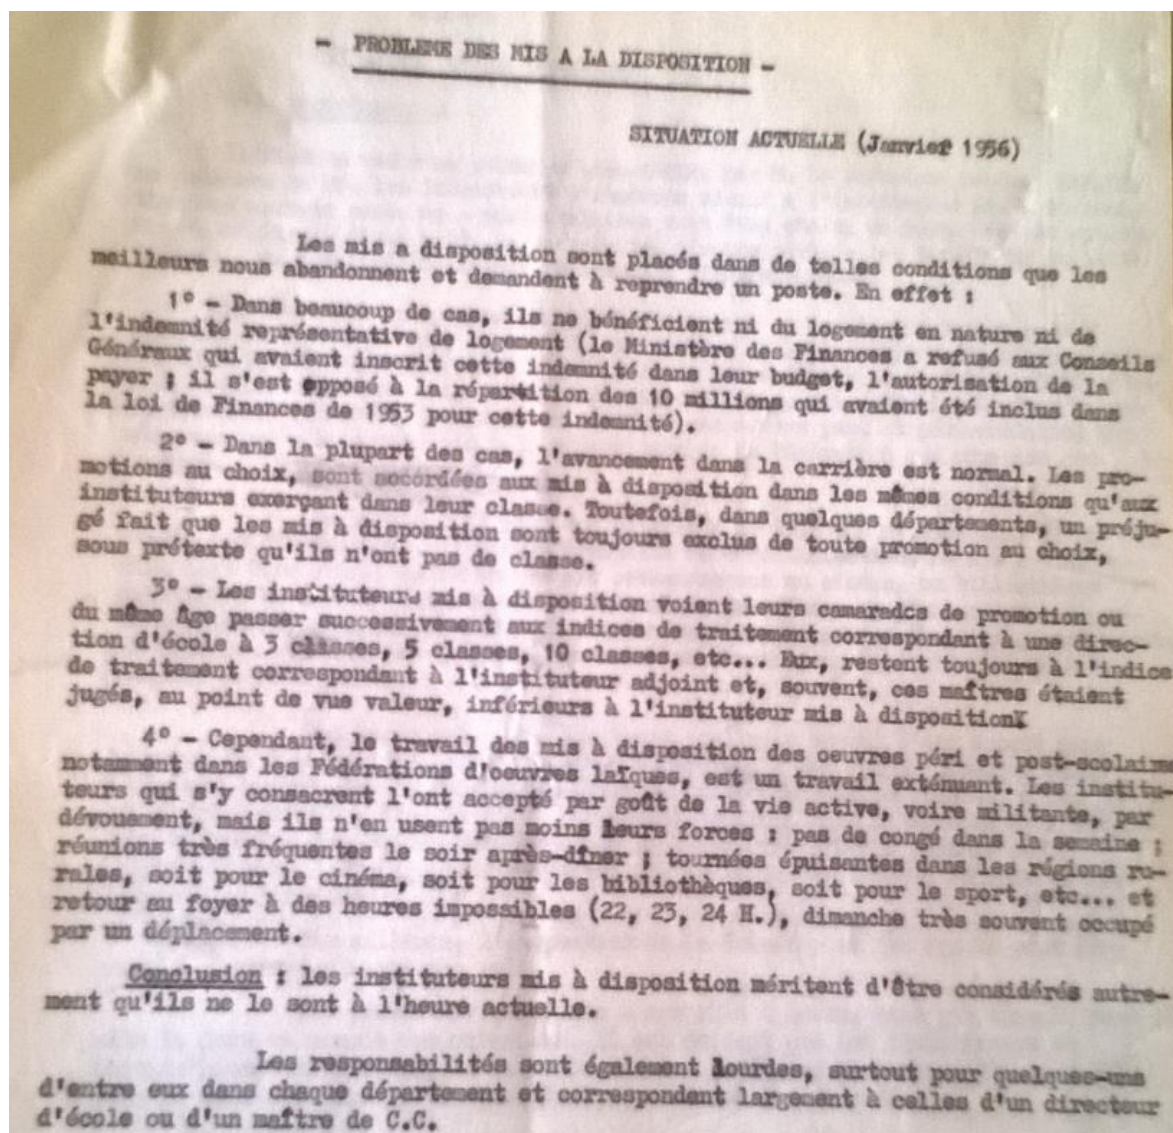 - PROBLEME DES MIS A LA DISPOSITION -
SITUATION ACTUELLE (Janvier 1956)
Les mis a disposition sont placés dans de telles conditions que les
meilleurs nous abandonnent et demandent à reprendre un poste. En effet :
1° - Dans beaucoup de cas, ils ne bénéficient ni du logement en nature ni de
l'indemnité représentative de logement (le Ministère des Finances a refusé aux Conseils
Généraux qui avaient inscrit cette indemnité dans leur budget, l'autorisation de la
payer ; il s'est opposé à la répartition des 10 millions qui avaient été inclus dans
la loi de Finances de 1953 pour cette indemnité).
2° - Dans la plupart des cas, l'avancement dans la carrière est normal. Les pro-
motions au choix, sont accordées aux mis à disposition dans les mêmes conditions qu'aux
instituteurs exerçant dans leur classe. Toutefois, dans quelques départements, un préju-
gé fait que les mis à disposition sont toujours exclus de toute promotion au choix,
sous prétexte qu'ils n'ont pas de classe.
3° - Les instituteurs mis à disposition voient leurs camarades de promotion ou
du même âge passer successivement aux indices de traitement correspondant à une direc-
tion d'école à 3 classes, 5 classes, 10 classes, etc... Eux, restent toujours à l'indice
de traitement correspondant à l'instituteur adjoint et, souvent, ces maîtres étaient
jugés, au point de vue valeur, inférieurs à l'instituteur mis à disposition
4° - Cependant, le travail des mis à disposition des oeuvres péri et post-scolaire
notamment dans les Fédérations d'oeuvres laïques, est un travail exténuant. Les institu-
teurs qui s'y consacrent l'ont accepté par goût de la vie active, voire militante, par
dévouement, mais ils n'en usent pas moins leurs forces : pas de congé dans la semaine ;
réunions très fréquentes le soir après-dîner ; tournées épuisantes dans les régions ru-
rales, soit pour le cinéma, soit pour les bibliothèques, soit pour le sport, etc... et
retour au foyer à des heures impossibles (22, 23, 24 H.), dimanche très souvent occupé
par un déplacement.
Conclusion : les instituteurs mis à disposition méritent d'être considérés autre-
ment qu'ils ne le sont à l'heure actuelle.
Les responsabilités sont également lourdes, surtout pour quelques-uns
d'entre eux dans chaque département et correspondent largement à celles d'un directeur
d'école ou d'un maître de C.C.